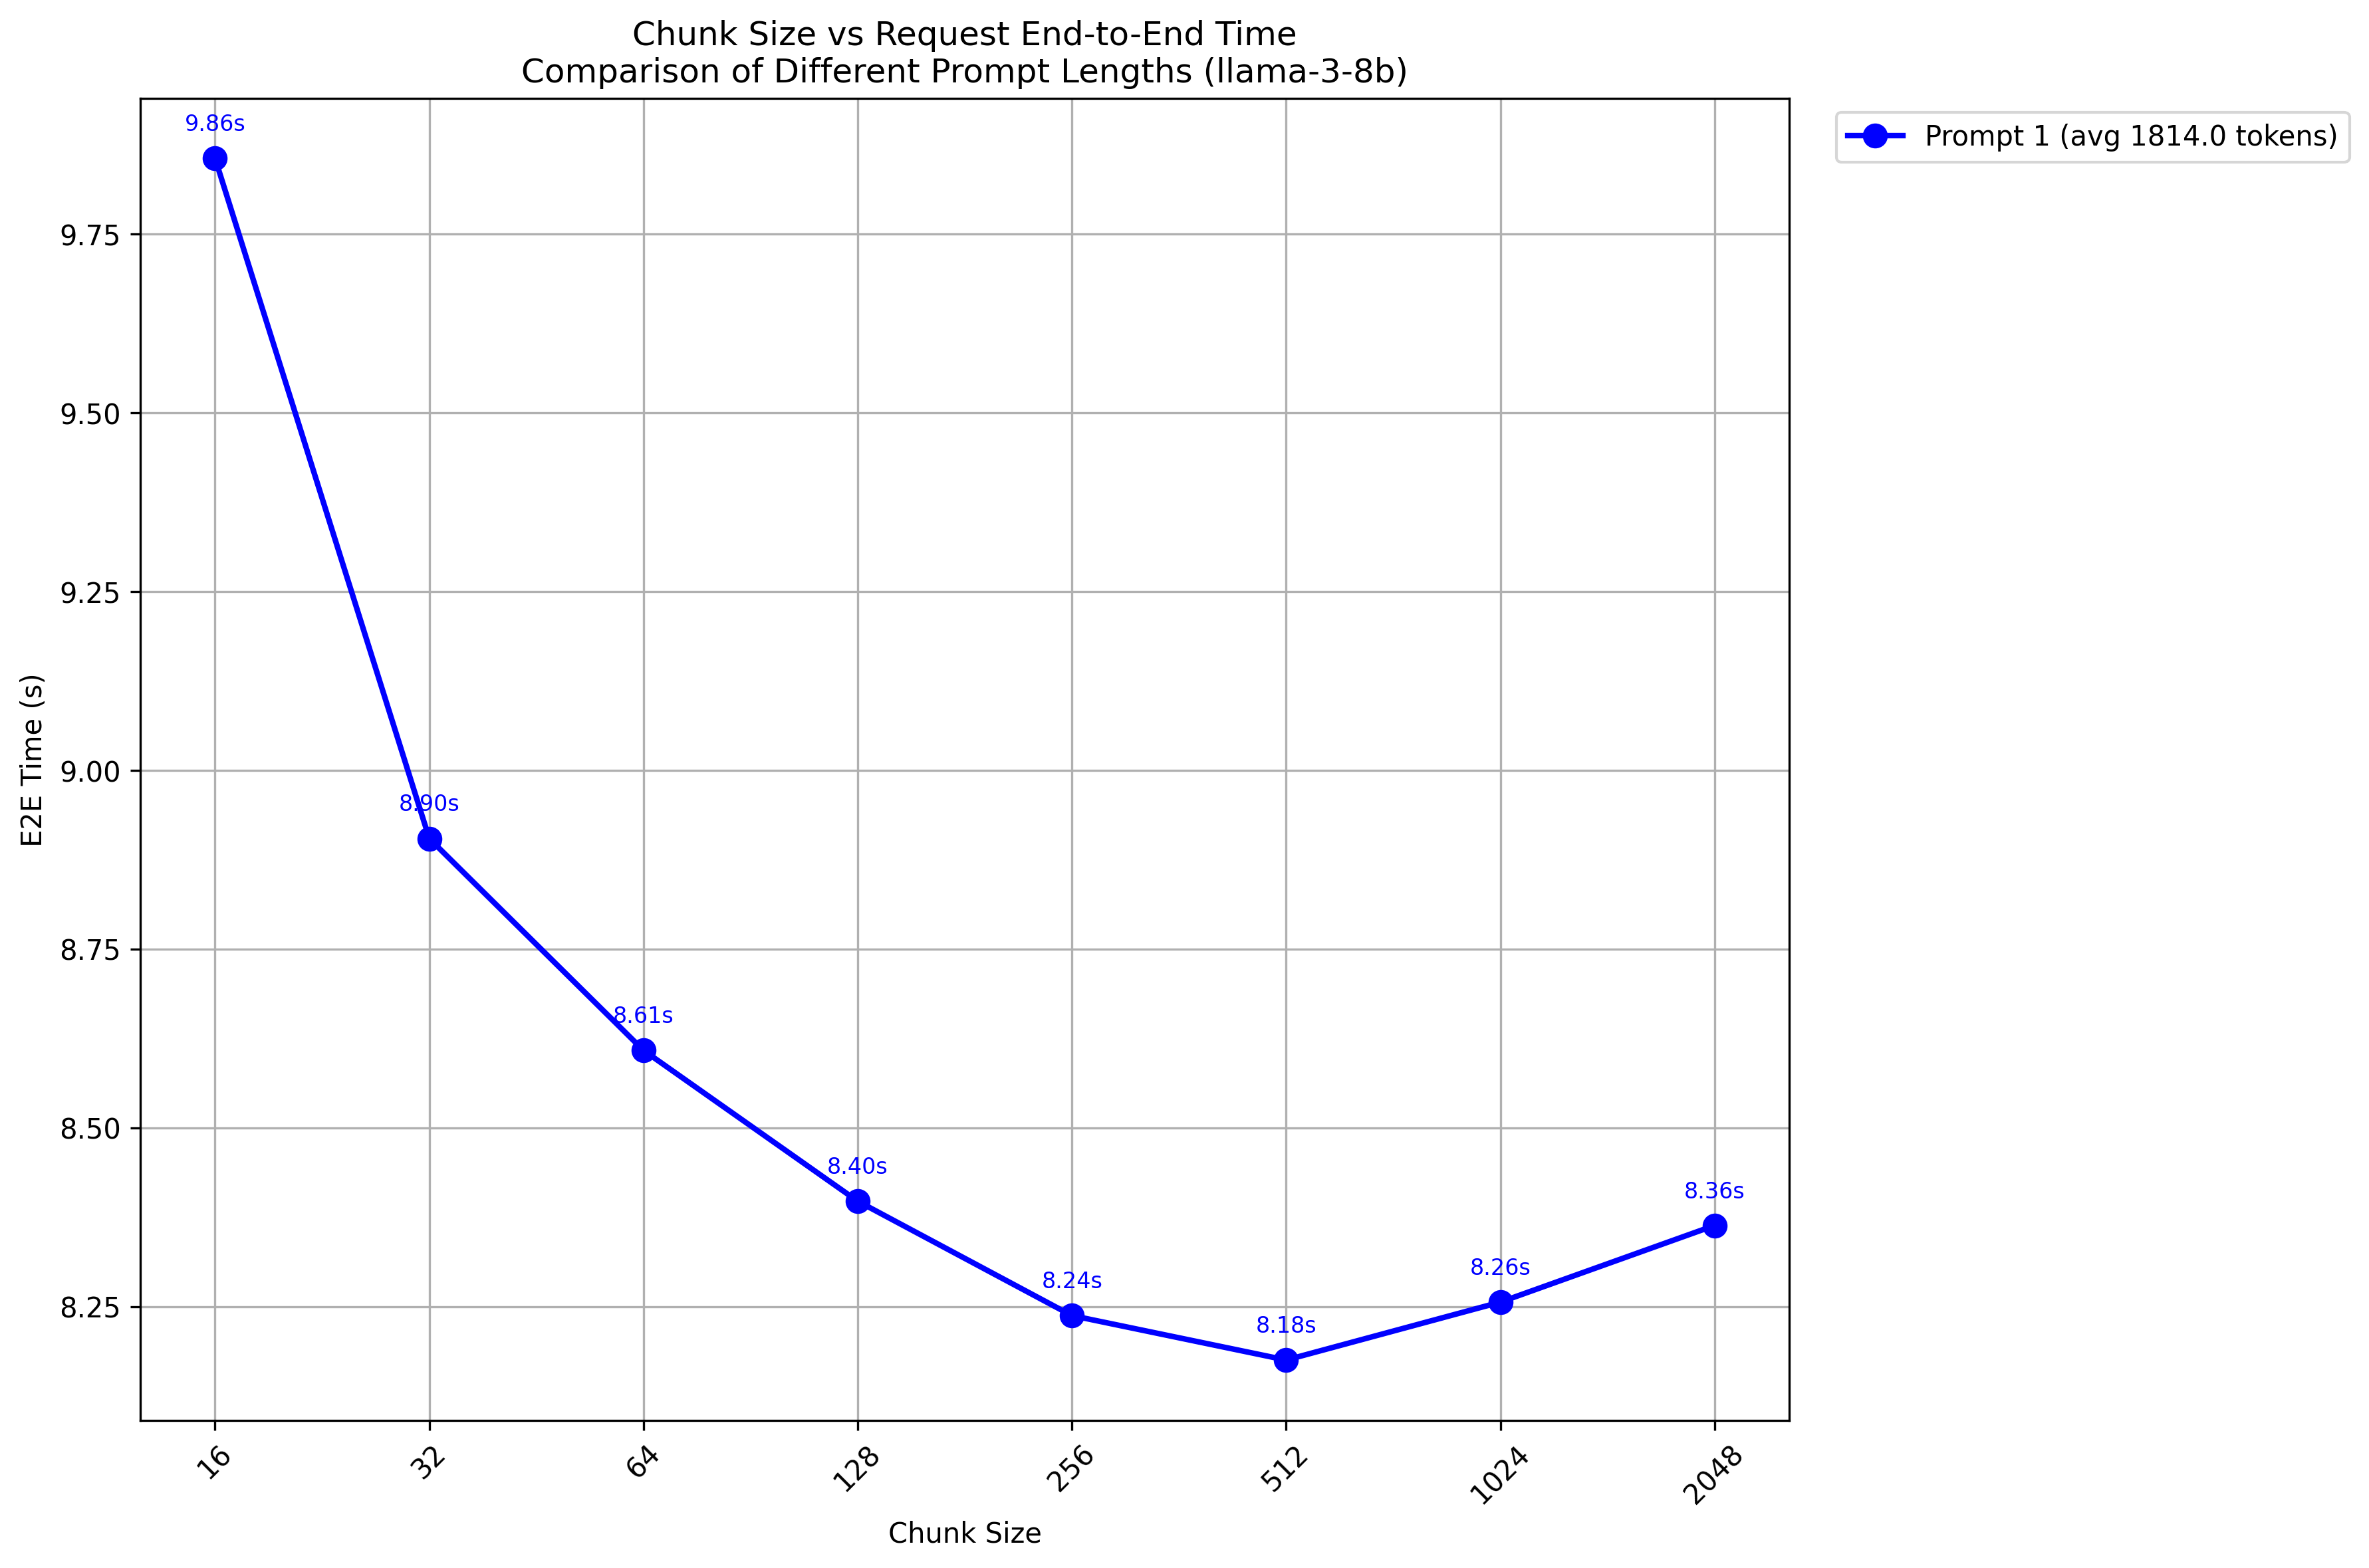 Chunk Size vs Request End-to-End Time
Comparison of Different Prompt Lengths (llama-3-8b)
Prompt 1 (avg 1814.0 tokens)
E2E Time (s)
9.75
9.50
9.25
9.00
8.75
8.50
8.25
9.86s
8.90s
8.61s
8.40s
8.24s
8.18s
8.26s
8.36s
16
32
64
128
256
512
1024
2048
Chunk Size